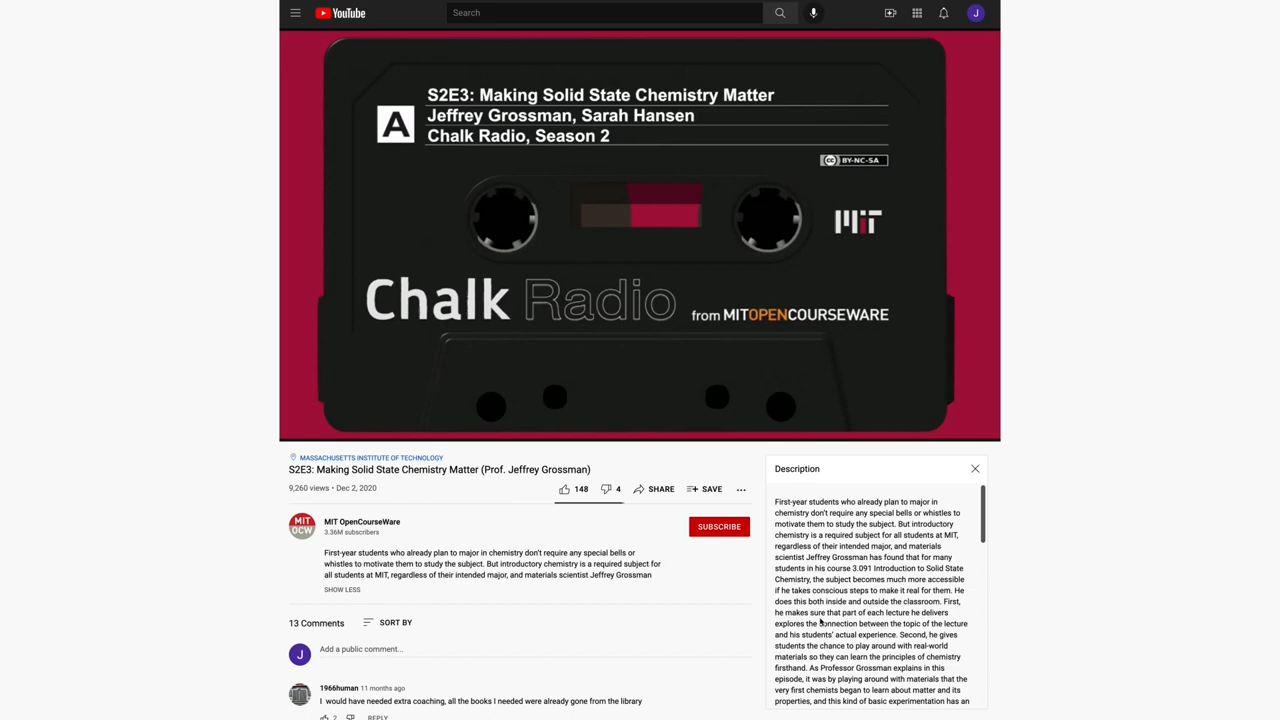 YouTube
Search
J
A
S2E3: Making Solid State Chemistry Matter
Jeffrey Grossman, Sarah Hansen
Chalk Radio, Season 2
cc BY-NC-SA
MIT
Chalk Radio from MITOPENCOURSEWARE
MASSACHUSETTS INSTITUTE OF TECHNOLOGY
S2E3: Making Solid State Chemistry Matter (Prof. Jeffrey Grossman)
9,260 views • Dec 2, 2020
148
4
SHARE
SAVE
MIT OCW
MIT OpenCourseWare
3.36M subscribers
SUBSCRIBE
First-year students who already plan to major in chemistry don't require any special bells or
whistles to motivate them to study the subject. But introductory chemistry is a required subject for
all students at MIT, regardless of their intended major, and materials scientist Jeffrey Grossman
SHOW LESS
13 Comments
SORT BY
J
Add a public comment...
1966human 11 months ago
I would have needed extra coaching, all the books I needed were already gone from the library
2
REPLY
Description
First-year students who already plan to major in
chemistry don't require any special bells or whistles to
motivate them to study the subject. But introductory
chemistry is a required subject for all students at MIT,
regardless of their intended major, and materials
scientist Jeffrey Grossman has found that for many
students in his course 3.091 Introduction to Solid State
Chemistry, the subject becomes much more accessible
if he takes conscious steps to make it real for them. He
does this both inside and outside the classroom. First,
he makes sure that part of each lecture he delivers
explores the connection between the topic of the lecture
and his students' actual experience. Second, he gives
students the chance to play around with real-world
materials so they can learn the principles of chemistry
firsthand. As Professor Grossman explains in this
episode, it was by playing around with materials that the
very first chemists began to learn about matter and its
properties, and this kind of basic experimentation has an